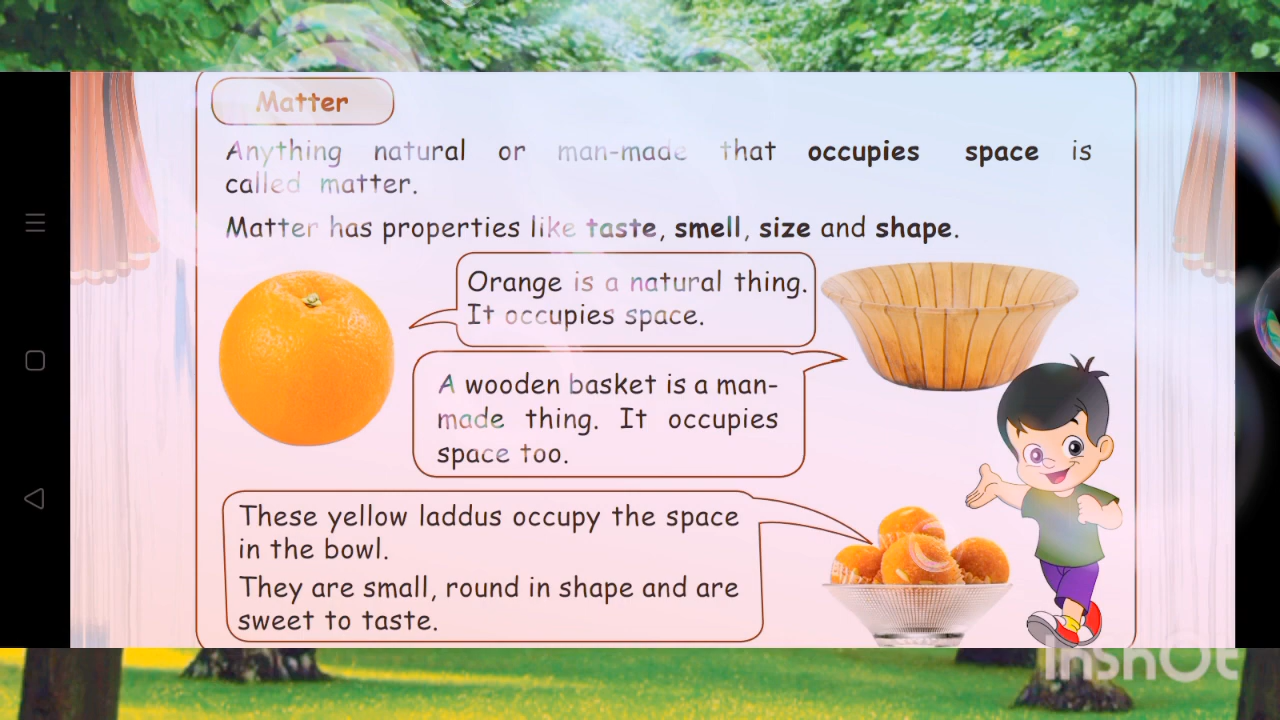 Matter
Anything natural or man-made that occupies space is
called matter.
Matter has properties like taste, smell, size and shape.
Orange is a natural thing.
It occupies space.
A wooden basket is a man-
made thing. It occupies
space too.
These yellow laddus occupy the space
in the bowl.
They are small, round in shape and are
sweet to taste.
InShOt